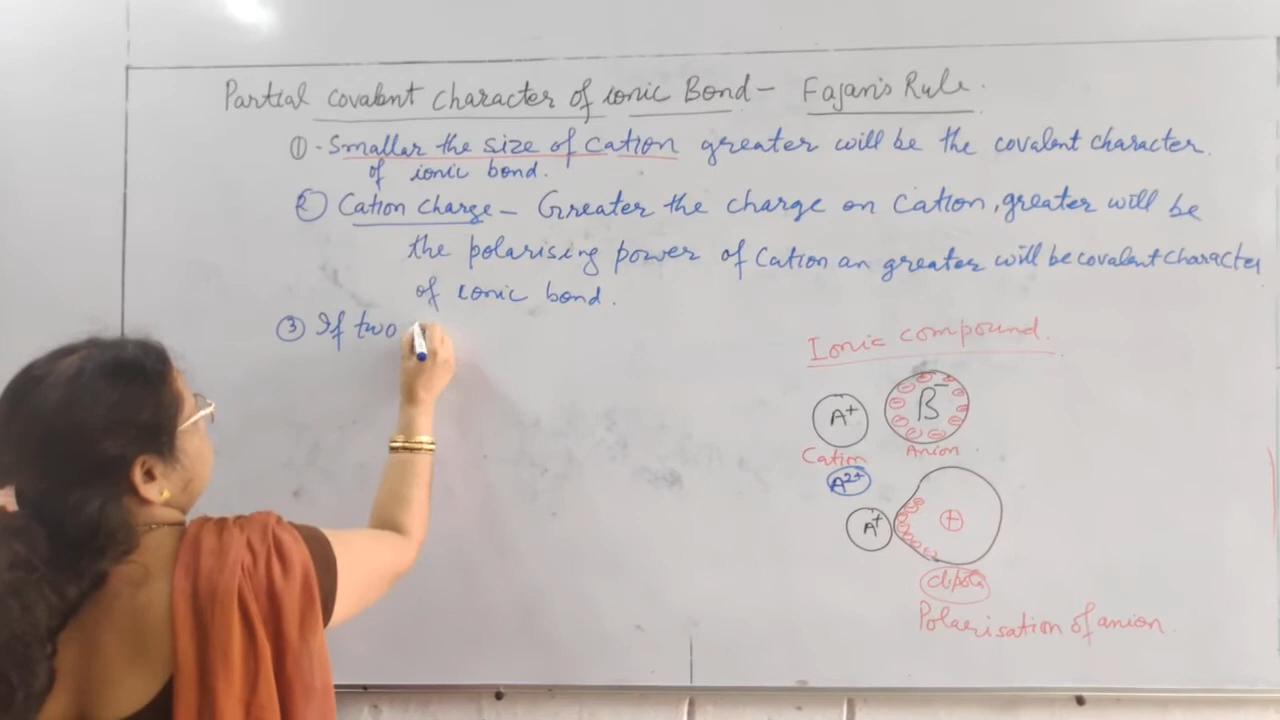 Partial covalent character of ionic Bond - Fajan's Rule.
① - Smallar the size of cation greater will be the covalent character
of ionic bond.
② Cation charge - Greater the charge on cation, greater will be
the polarising power of cation an greater will be covalent character
of ionic bond.
③ If two
Ionic compound.
A+ B-
Cation Anion
A2+
A+ +
dipole
Polarisation of anion.